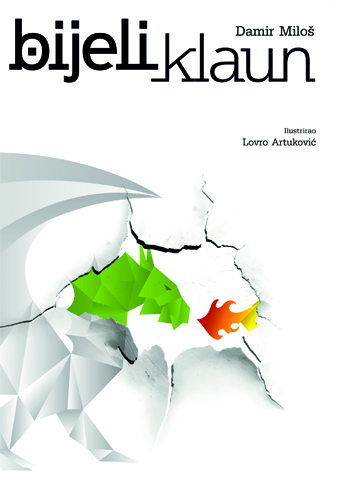 Damir Miloš
bijeli klaun
Ilustrirao
Lovro Artuković